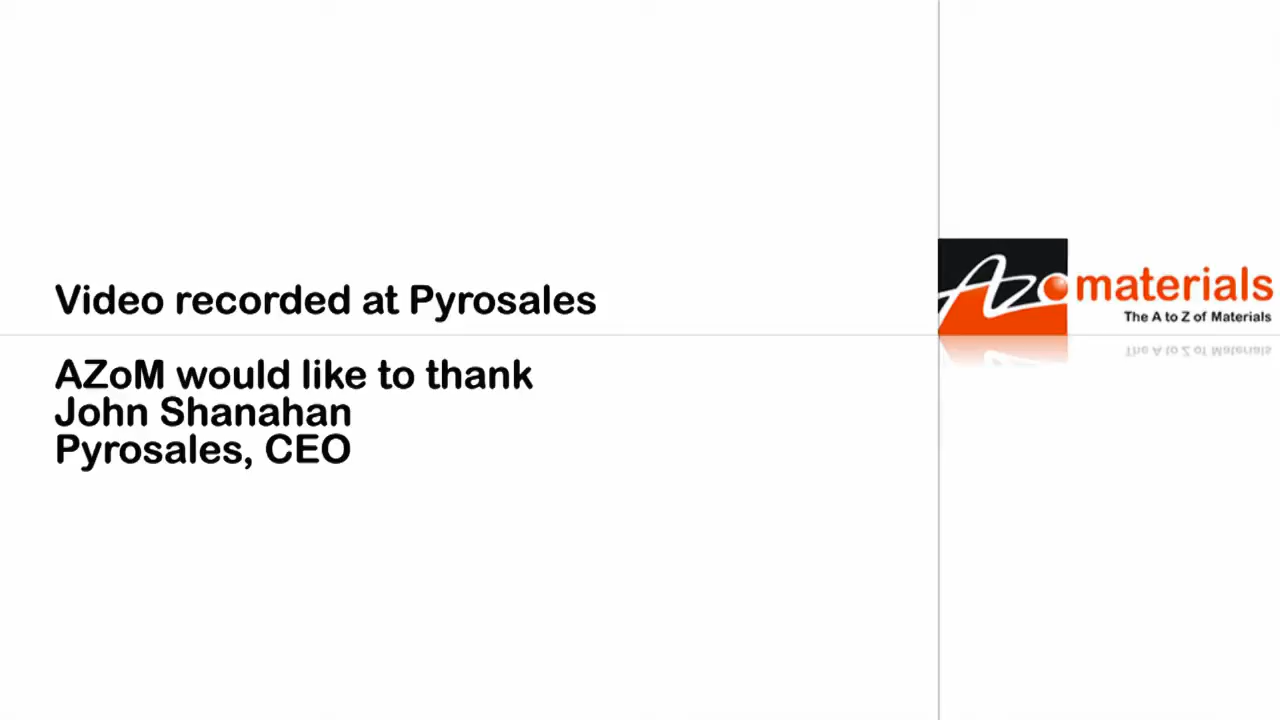 Video recorded at Pyrosales
AZoM would like to thank
John Shanahan
Pyrosales, CEO
AZo materials
The A to Z of Materials